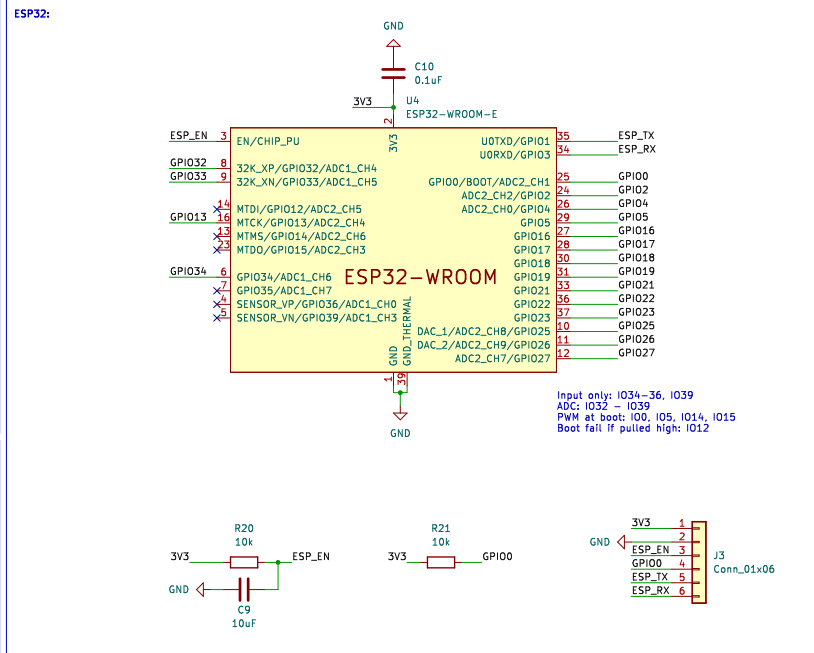 ESP32:
GND
C10
0.1uF
3V3
U4
ESP32-WROOM-E
2
3V3
ESP_EN 3 EN/CHIP_PU
GPIO32 8 32K_XP/GPIO32/ADC1_CH4
GPIO33 9 32K_XN/GPIO33/ADC1_CH5
14 MTDI/GPIO12/ADC2_CH5
GPIO13 16 MTCK/GPIO13/ADC2_CH4
13 MTMS/GPIO14/ADC2_CH6
23 MTDO/GPIO15/ADC2_CH3
GPIO34 6 GPIO34/ADC1_CH6
7 GPIO35/ADC1_CH7
4 SENSOR_VP/GPIO36/ADC1_CH0
5 SENSOR_VN/GPIO39/ADC1_CH3
ESP32-WROOM
U0TXD/GPIO1 35 ESP_TX
U0RXD/GPIO3 34 ESP_RX
GPIO0/BOOT/ADC2_CH1 25 GPIO0
ADC2_CH2/GPIO2 24 GPIO2
ADC2_CH0/GPIO4 26 GPIO4
GPIO5 29 GPIO5
GPIO16 27 GPIO16
GPIO17 28 GPIO17
GPIO18 30 GPIO18
GPIO19 31 GPIO19
GPIO21 33 GPIO21
GPIO22 36 GPIO22
GPIO23 37 GPIO23
DAC_1/ADC2_CH8/GPIO25 10 GPIO25
DAC_2/ADC2_CH9/GPIO26 11 GPIO26
ADC2_CH7/GPIO27 12 GPIO27
GND
GND_THERMAL
1
39
GND
Input only: IO34-36, IO39
ADC: IO32 - IO39
PWM at boot: IO0, IO5, IO14, IO15
Boot fail if pulled high: IO12
R20
10k
3V3 ESP_EN
GND
C9
10uF
R21
10k
3V3 GPIO0
3V3 1
GND 2
ESP_EN 3
GPIO0 4
ESP_TX 5
ESP_RX 6
J3
Conn_01x06